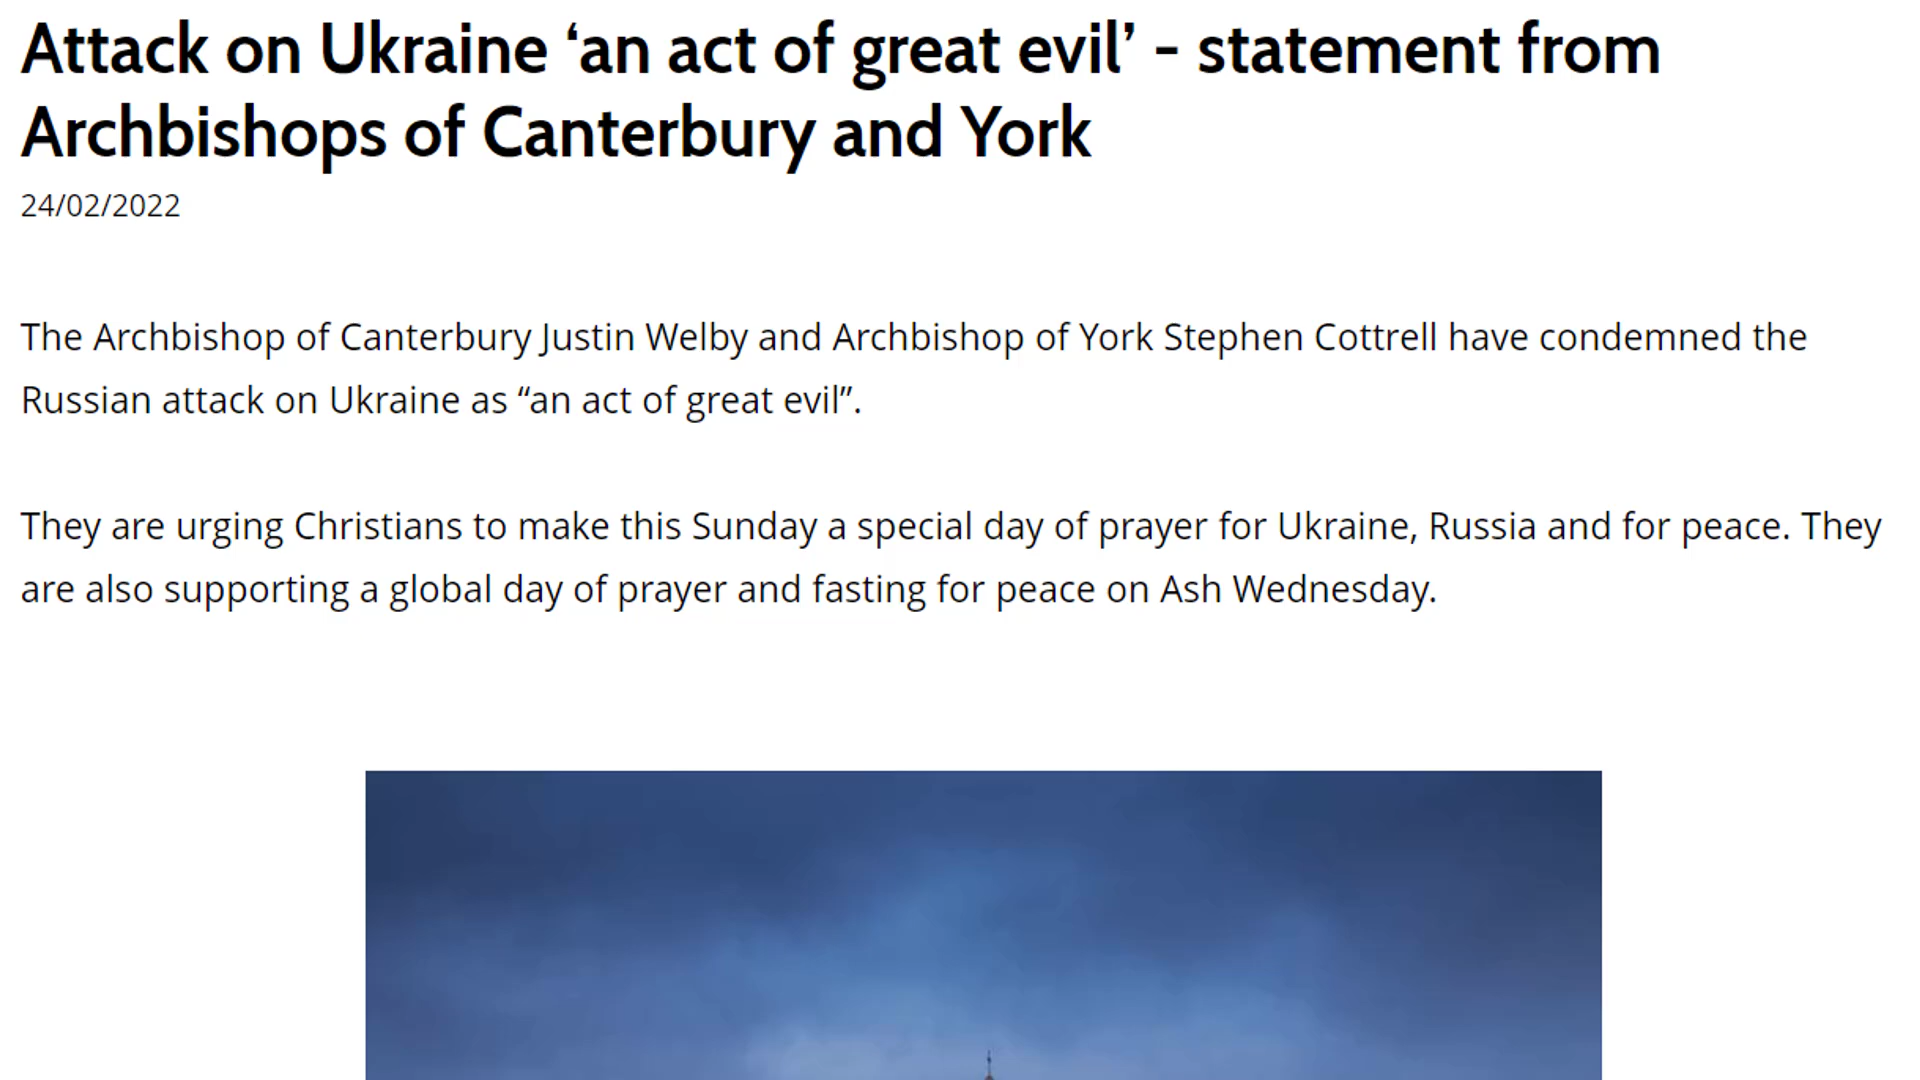 Attack on Ukraine ‘an act of great evil’ - statement from
Archbishops of Canterbury and York
24/02/2022
The Archbishop of Canterbury Justin Welby and Archbishop of York Stephen Cottrell have condemned the
Russian attack on Ukraine as “an act of great evil”.
They are urging Christians to make this Sunday a special day of prayer for Ukraine, Russia and for peace. They
are also supporting a global day of prayer and fasting for peace on Ash Wednesday.